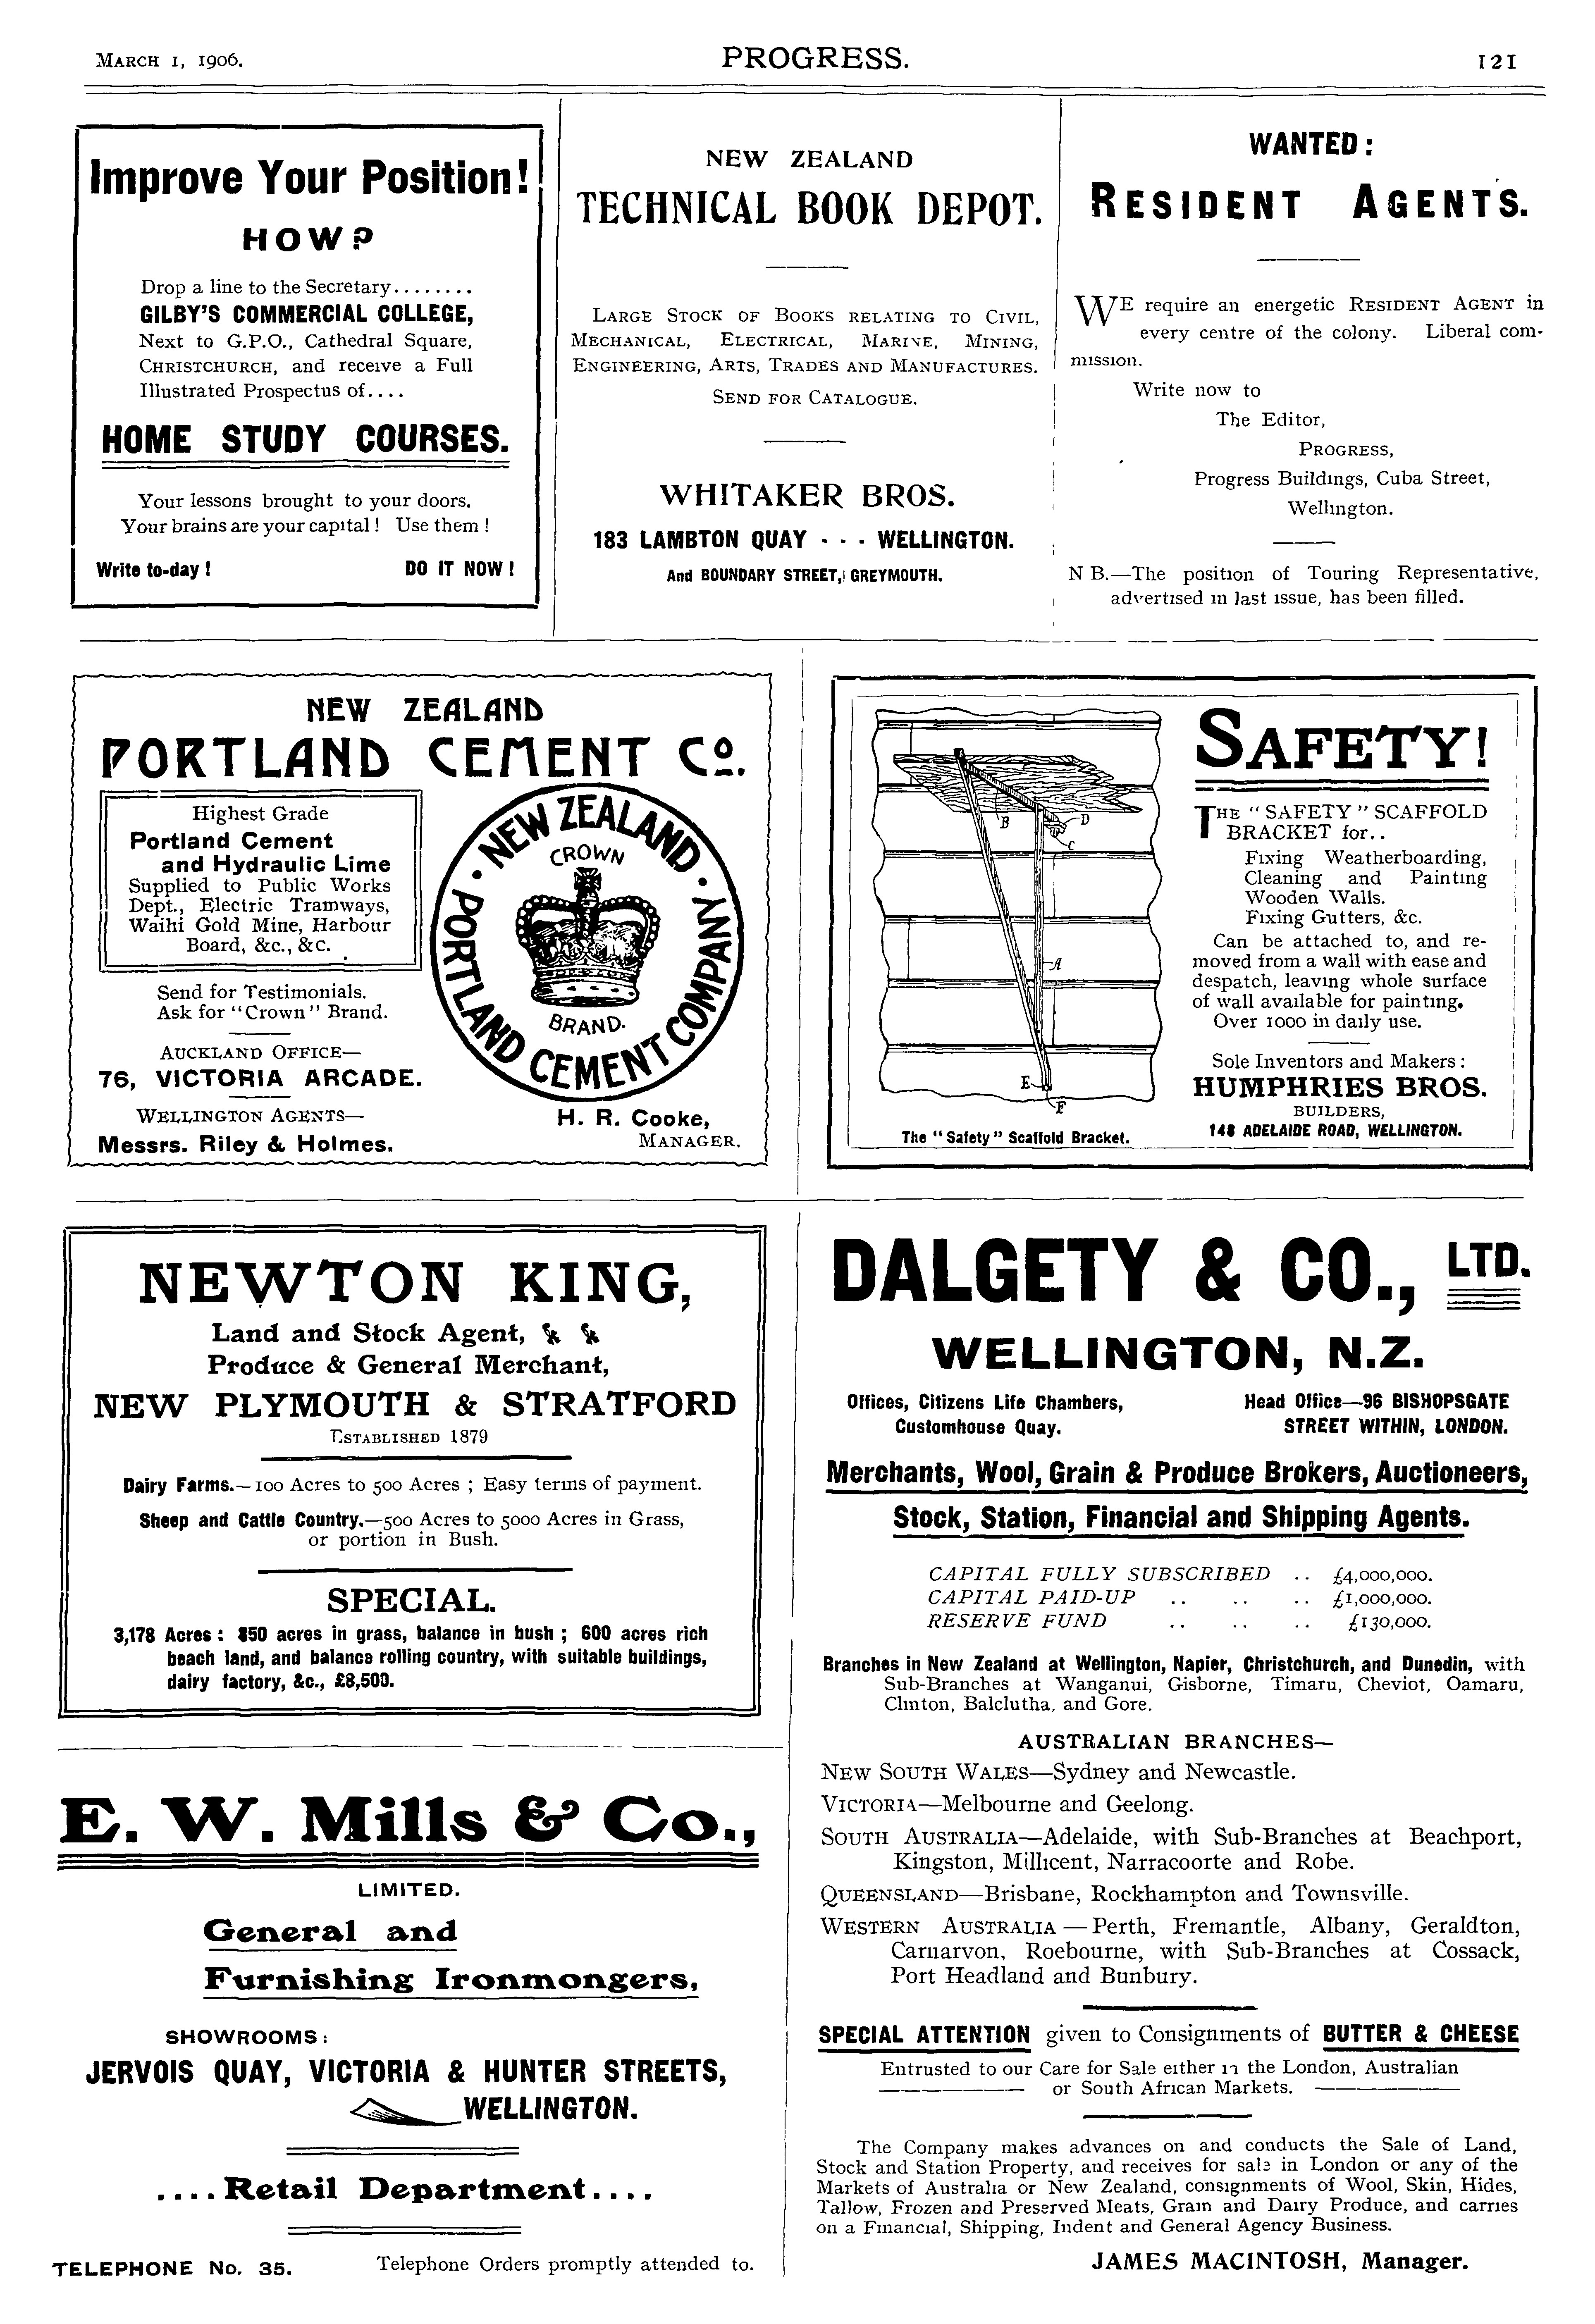 MARCH 1, 1906.
PROGRESS.
121
Improve Your Position!
HOW?
Drop a line to the Secretary........
GILBY'S COMMERCIAL COLLEGE,
Next to G.P.O., Cathedral Square,
CHRISTCHURCH, and receive a Full
Illustrated Prospectus of....
HOME STUDY COURSES.
Your lessons brought to your doors.
Your brains are your capital! Use them!
Write to-day!
DO IT NOW!
NEW ZEALAND
TECHNICAL BOOK DEPOT.
LARGE STOCK OF BOOKS RELATING TO CIVIL,
MECHANICAL, ELECTRICAL, MARINE, MINING,
ENGINEERING, ARTS, TRADES AND MANUFACTURES.
SEND FOR CATALOGUE.
WHITAKER BROS.
183 LAMBTON QUAY - - - WELLINGTON.
And BOUNDARY STREET, GREYMOUTH.
WANTED:
RESIDENT AGENTS.
WE require an energetic RESIDENT AGENT in
every centre of the colony. Liberal com-
mission.
Write now to
The Editor,
PROGRESS,
Progress Buildings, Cuba Street,
Wellington.
N B.—The position of Touring Representative,
advertised in last issue, has been filled.
NEW ZEALAND
PORTLAND CEMENT CO.
Highest Grade
Portland Cement
and Hydraulic Lime
Supplied to Public Works
Dept., Electric Tramways,
Waihi Gold Mine, Harbour
Board, &c., &c.
Send for Testimonials.
Ask for "Crown" Brand.
AUCKLAND OFFICE—
76, VICTORIA ARCADE.
WELLINGTON AGENTS—
Messrs. Riley & Holmes.
· NEW ZEALAND ·
PORTLAND CEMENT COMPANY
CROWN
BRAND.
H. R. Cooke,
MANAGER.
B
D
C
A
E
F
The "Safety" Scaffold Bracket.
SAFETY!
THE "SAFETY" SCAFFOLD
BRACKET for..
Fixing Weatherboarding,
Cleaning and Painting
Wooden Walls.
Fixing Gutters, &c.
Can be attached to, and re-
moved from a wall with ease and
despatch, leaving whole surface
of wall available for painting.
Over 1000 in daily use.
Sole Inventors and Makers:
HUMPHRIES BROS.
BUILDERS,
148 ADELAIDE ROAD, WELLINGTON.
NEWTON KING,
Land and Stock Agent,
Produce & General Merchant,
NEW PLYMOUTH & STRATFORD
ESTABLISHED 1879
Dairy Farms.—100 Acres to 500 Acres; Easy terms of payment.
Sheep and Cattle Country.—500 Acres to 5000 Acres in Grass,
or portion in Bush.
SPECIAL.
3,178 Acres: 850 acres in grass, balance in bush; 600 acres rich
beach land, and balance rolling country, with suitable buildings,
dairy factory, &c., £8,500.
E. W. Mills & Co.,
LIMITED.
General and
Furnishing Ironmongers,
SHOWROOMS:
JERVOIS QUAY, VICTORIA & HUNTER STREETS,
WELLINGTON.
....Retail Department....
TELEPHONE No. 35.
Telephone Orders promptly attended to.
DALGETY & CO., LTD.
WELLINGTON, N.Z.
Offices, Citizens Life Chambers,
Customhouse Quay.
Head Office—96 BISHOPSGATE
STREET WITHIN, LONDON.
Merchants, Wool, Grain & Produce Brokers, Auctioneers,
Stock, Station, Financial and Shipping Agents.
CAPITAL FULLY SUBSCRIBED .. £4,000,000.
CAPITAL PAID-UP .. .. .. £1,000,000.
RESERVE FUND .. .. .. £130,000.
Branches in New Zealand at Wellington, Napier, Christchurch, and Dunedin, with
Sub-Branches at Wanganui, Gisborne, Timaru, Cheviot, Oamaru,
Clinton, Balclutha, and Gore.
AUSTRALIAN BRANCHES—
NEW SOUTH WALES—Sydney and Newcastle.
VICTORIA—Melbourne and Geelong.
SOUTH AUSTRALIA—Adelaide, with Sub-Branches at Beachport,
Kingston, Millicent, Narracoorte and Robe.
QUEENSLAND—Brisbane, Rockhampton and Townsville.
WESTERN AUSTRALIA—Perth, Fremantle, Albany, Geraldton,
Carnarvon, Roebourne, with Sub-Branches at Cossack,
Port Headland and Bunbury.
SPECIAL ATTENTION given to Consignments of BUTTER & CHEESE
Entrusted to our Care for Sale either in the London, Australian
or South African Markets.
The Company makes advances on and conducts the Sale of Land,
Stock and Station Property, and receives for sale in London or any of the
Markets of Australia or New Zealand, consignments of Wool, Skin, Hides,
Tallow, Frozen and Preserved Meats, Grain and Dairy Produce, and carries
on a Financial, Shipping, Indent and General Agency Business.
JAMES MACINTOSH, Manager.